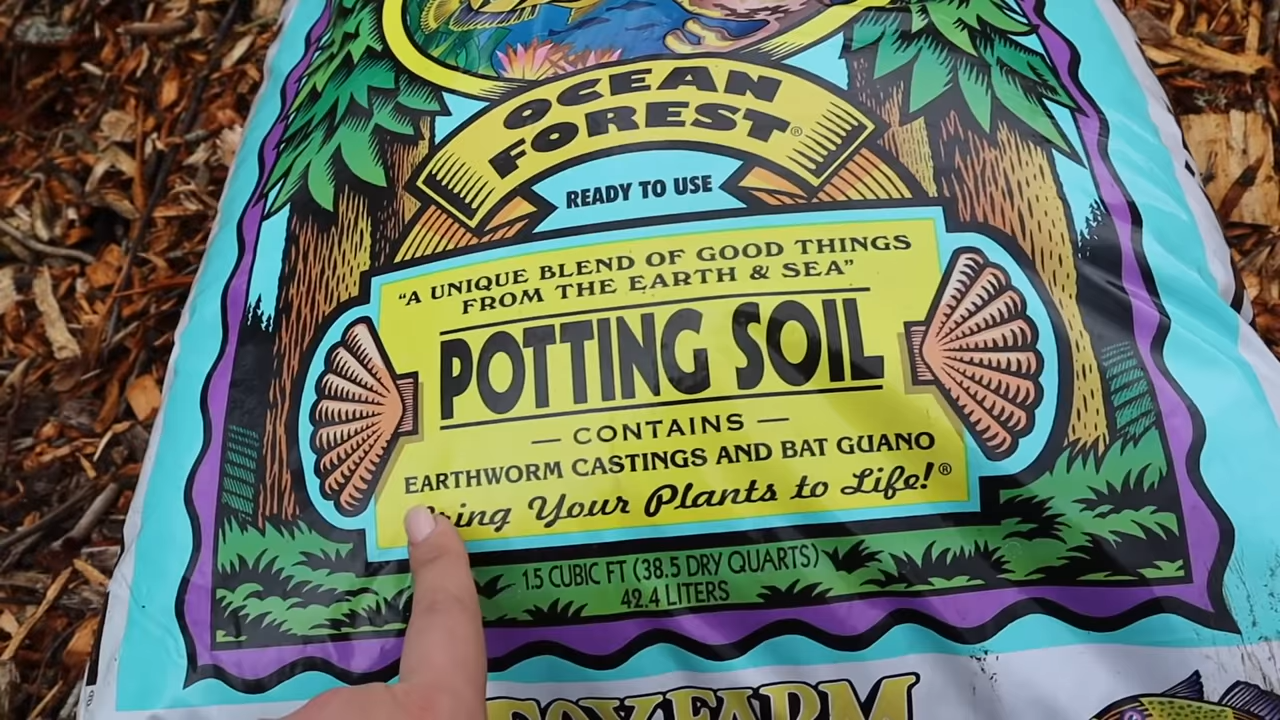 OCEAN
FOREST®
READY TO USE
“A UNIQUE BLEND OF GOOD THINGS
FROM THE EARTH & SEA”
POTTING SOIL
— CONTAINS —
EARTHWORM CASTINGS AND BAT GUANO
Your Plants to Life!®
1.5 CUBIC FT (38.5 DRY QUARTS)
42.4 LITERS